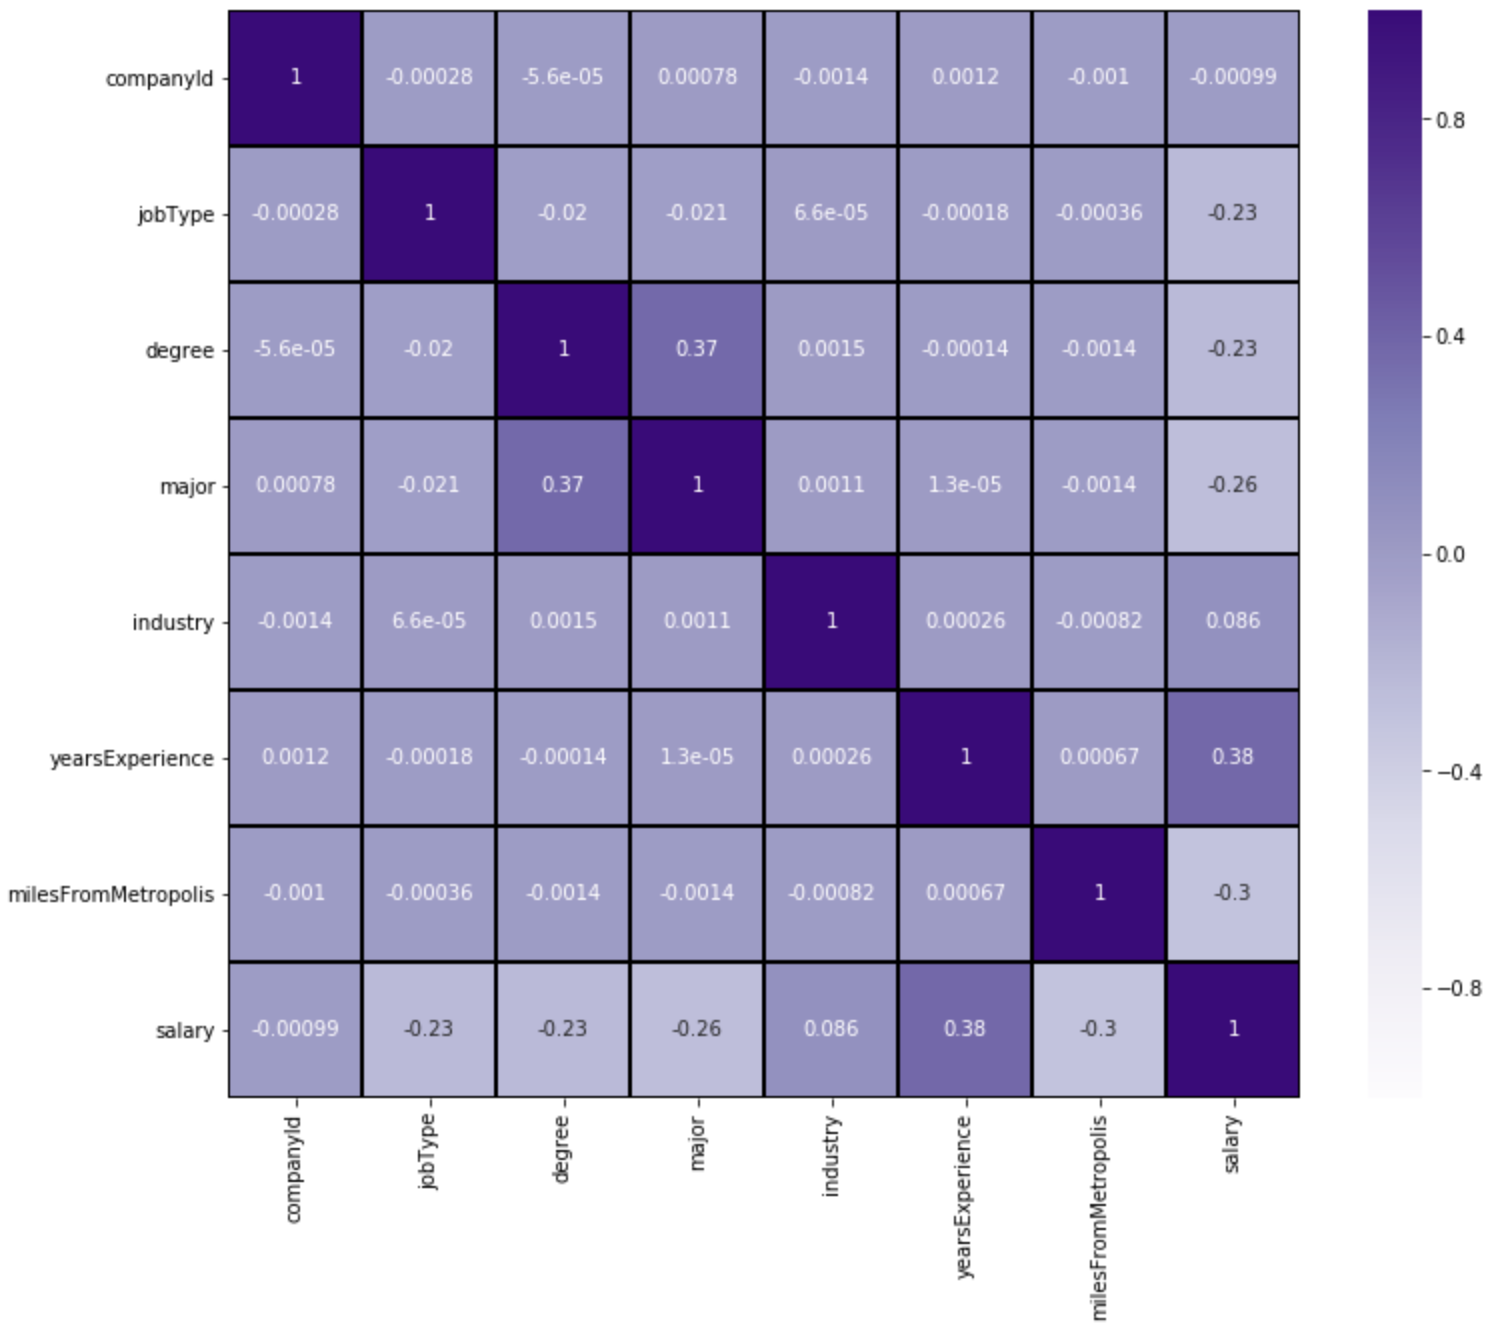 companyId 1 -0.00028 -5.6e-05 0.00078 -0.0014 0.0012 -0.001 -0.00099
jobType -0.00028 1 -0.02 -0.021 6.6e-05 -0.00018 -0.00036 -0.23
degree -5.6e-05 -0.02 1 0.37 0.0015 -0.00014 -0.0014 -0.23
major 0.00078 -0.021 0.37 1 0.0011 1.3e-05 -0.0014 -0.26
industry -0.0014 6.6e-05 0.0015 0.0011 1 0.00026 -0.00082 0.086
yearsExperience 0.0012 -0.00018 -0.00014 1.3e-05 0.00026 1 0.00067 0.38
milesFromMetropolis -0.001 -0.00036 -0.0014 -0.0014 -0.00082 0.00067 1 -0.3
salary -0.00099 -0.23 -0.23 -0.26 0.086 0.38 -0.3 1
companyId
jobType
degree
major
industry
yearsExperience
milesFromMetropolis
salary
0.8
0.4
0.0
−0.4
−0.8